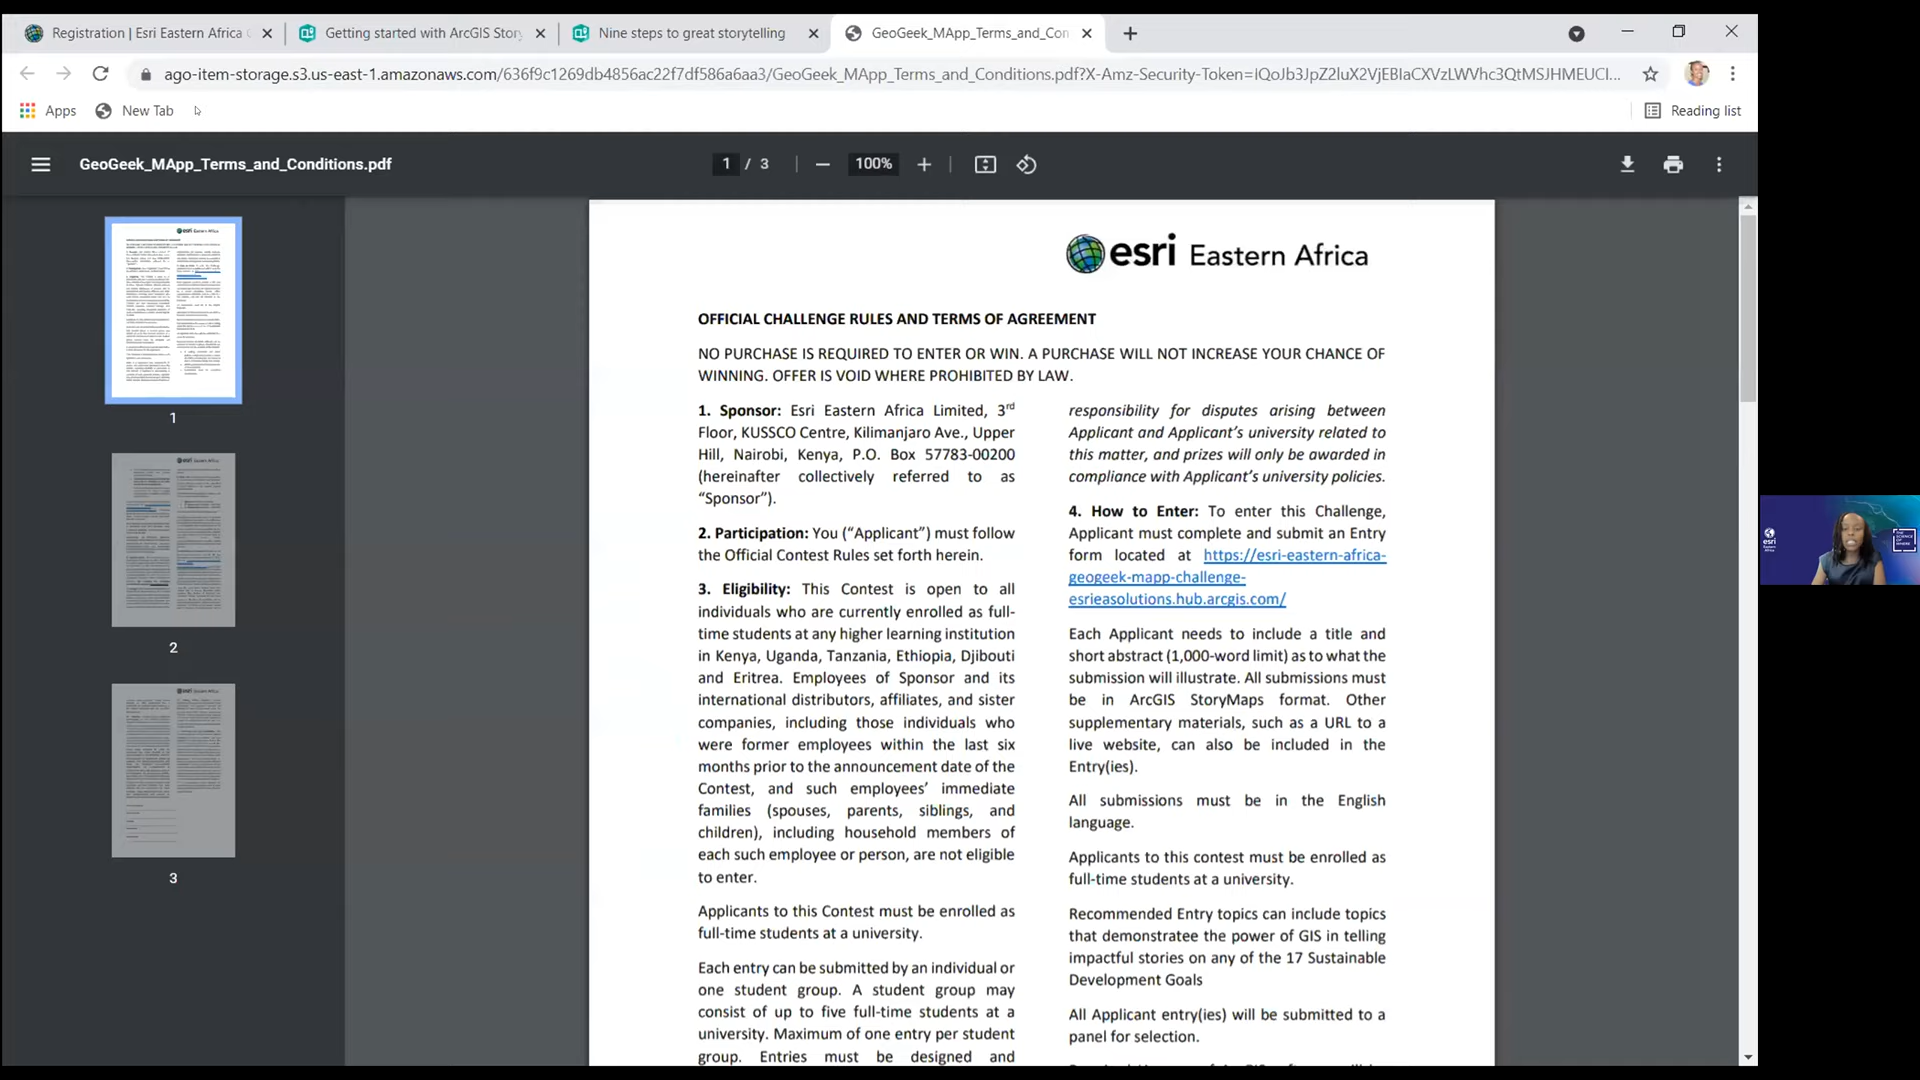 Registration | Esri Eastern Africa
Getting started with ArcGIS Stor
Nine steps to great storytelling
GeoGeek_MApp_Terms_and_Con
ago-item-storage.s3.us-east-1.amazonaws.com/636f9c1269db4856ac22f7df586a6aa3/GeoGeek_MApp_Terms_and_Conditions.pdf?X-Amz-Security-Token=IQoJb3JpZ2luX2VjEBIaCXVzLWVhc3QtMSJHMEUCI...
Apps
New Tab
Reading list
GeoGeek_MApp_Terms_and_Conditions.pdf
1 / 3
100%
1
2
3
esri Eastern Africa
OFFICIAL CHALLENGE RULES AND TERMS OF AGREEMENT
NO PURCHASE IS REQUIRED TO ENTER OR WIN. A PURCHASE WILL NOT INCREASE YOUR CHANCE OF
WINNING. OFFER IS VOID WHERE PROHIBITED BY LAW.
1. Sponsor: Esri Eastern Africa Limited, 3rd
Floor, KUSSCO Centre, Kilimanjaro Ave., Upper
Hill, Nairobi, Kenya, P.O. Box 57783-00200
(hereinafter collectively referred to as
“Sponsor”).
2. Participation: You (“Applicant”) must follow
the Official Contest Rules set forth herein.
3. Eligibility: This Contest is open to all
individuals who are currently enrolled as full-
time students at any higher learning institution
in Kenya, Uganda, Tanzania, Ethiopia, Djibouti
and Eritrea. Employees of Sponsor and its
international distributors, affiliates, and sister
companies, including those individuals who
were former employees within the last six
months prior to the announcement date of the
Contest, and such employees’ immediate
families (spouses, parents, siblings, and
children), including household members of
each such employee or person, are not eligible
to enter.
Applicants to this Contest must be enrolled as
full-time students at a university.
Each entry can be submitted by an individual or
one student group. A student group may
consist of up to five full-time students at a
university. Maximum of one entry per student
group. Entries must be designed and
responsibility for disputes arising between
Applicant and Applicant’s university related to
this matter, and prizes will only be awarded in
compliance with Applicant’s university policies.
4. How to Enter: To enter this Challenge,
Applicant must complete and submit an Entry
form located at https://esri-eastern-africa-
geogeek-mapp-challenge-
esrieasolutions.hub.arcgis.com/
Each Applicant needs to include a title and
short abstract (1,000-word limit) as to what the
submission will illustrate. All submissions must
be in ArcGIS StoryMaps format. Other
supplementary materials, such as a URL to a
live website, can also be included in the
Entry(ies).
All submissions must be in the English
language.
Applicants to this contest must be enrolled as
full-time students at a university.
Recommended Entry topics can include topics
that demonstratee the power of GIS in telling
impactful stories on any of the 17 Sustainable
Development Goals
All Applicant entry(ies) will be submitted to a
panel for selection.